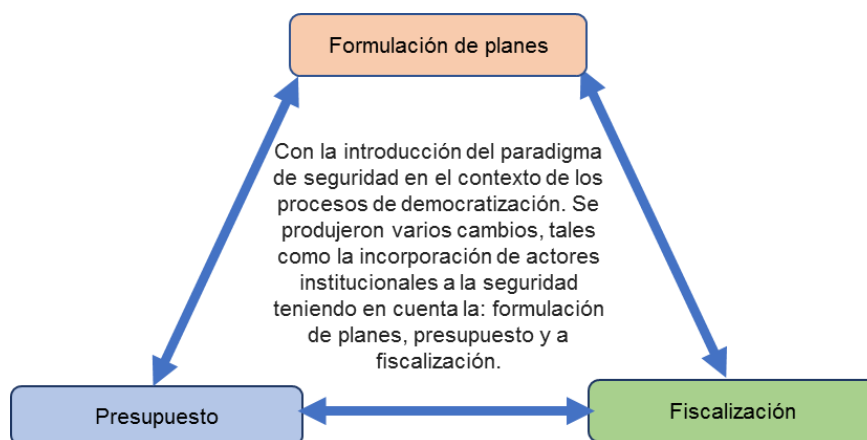 Formulación de planes
Con la introducción del paradigma
de seguridad en el contexto de los
procesos de democratización. Se
produjeron varios cambios, tales
como la incorporación de actores
institucionales a la seguridad
teniendo en cuenta la: formulación
de planes, presupuesto y a
fiscalización.
Presupuesto
Fiscalización